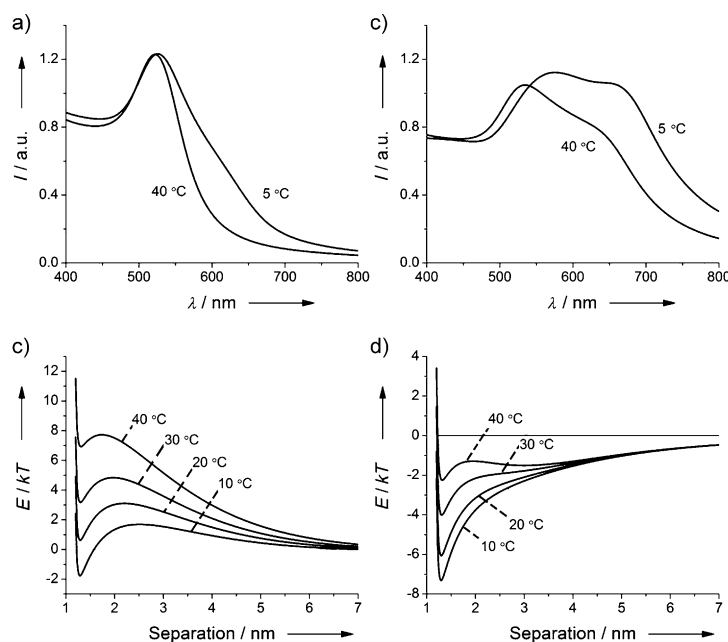 a)
1.2
0.8
0.4
0.0
I / a.u.
40 °C
5 °C
400 500 600 700 800
λ / nm
c)
1.2
0.8
0.4
0.0
I / a.u.
40 °C
5 °C
400 500 600 700 800
λ / nm
c)
12
10
8
6
4
2
0
-2
E / kT
40 °C
30 °C
20 °C
10 °C
1 2 3 4 5 6 7
Separation / nm
d)
4
2
0
-2
-4
-6
-8
E / kT
40 °C
30 °C
20 °C
10 °C
1 2 3 4 5 6 7
Separation / nm